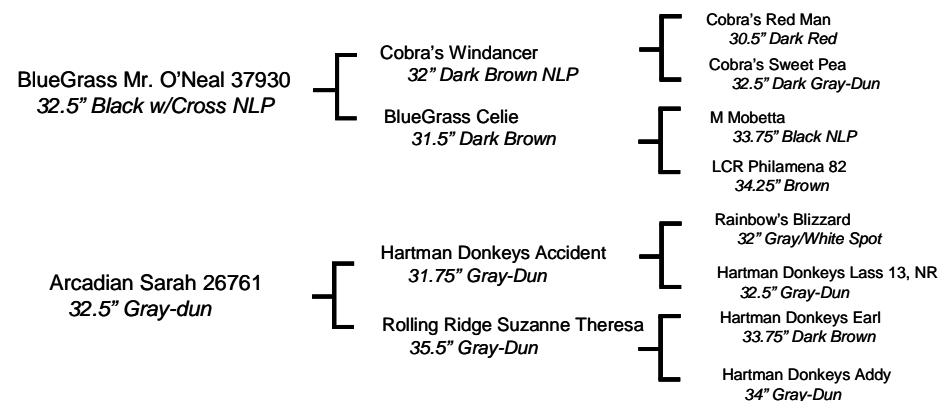 Cobra’s Red Man
30.5” Dark Red
Cobra’s Windancer
32” Dark Brown NLP
Cobra’s Sweet Pea
32.5” Dark Gray-Dun
BlueGrass Mr. O’Neal 37930
32.5” Black w/Cross NLP
BlueGrass Celie
31.5” Dark Brown
M Mobetta
33.75” Black NLP
LCR Philamena 82
34.25” Brown
Rainbow’s Blizzard
32” Gray/White Spot
Hartman Donkeys Accident
31.75” Gray-Dun
Hartman Donkeys Lass 13, NR
32.5” Gray-Dun
Arcadian Sarah 26761
32.5” Gray-dun
Rolling Ridge Suzanne Theresa
35.5” Gray-Dun
Hartman Donkeys Earl
33.75” Dark Brown
Hartman Donkeys Addy
34” Gray-Dun